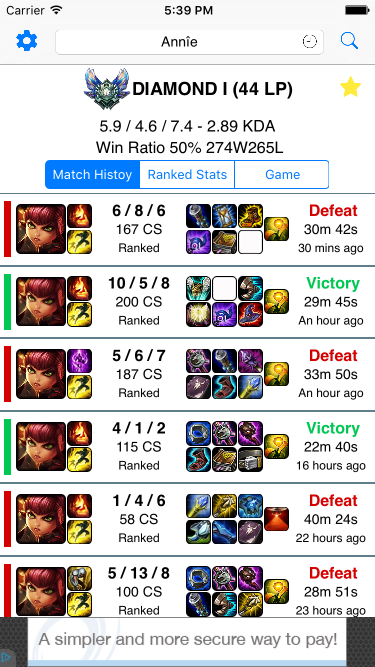 Carrier 5:39 PM
Annîe
DIAMOND I (44 LP)
5.9 / 4.6 / 7.4 - 2.89 KDA
Win Ratio 50% 274W265L
Match Histoy Ranked Stats Game
6 / 8 / 6 Defeat
167 CS 30m 42s
Ranked 30 mins ago
10 / 5 / 8 Victory
200 CS 29m 45s
Ranked An hour ago
5 / 6 / 7 Defeat
187 CS 33m 50s
Ranked An hour ago
4 / 1 / 2 Victory
115 CS 22m 40s
Ranked 16 hours ago
1 / 4 / 6 Defeat
58 CS 40m 24s
Ranked 22 hours ago
5 / 13 / 8 Defeat
100 CS 28m 51s
Ranked 23 hours ago
A simpler and more secure way to pay!